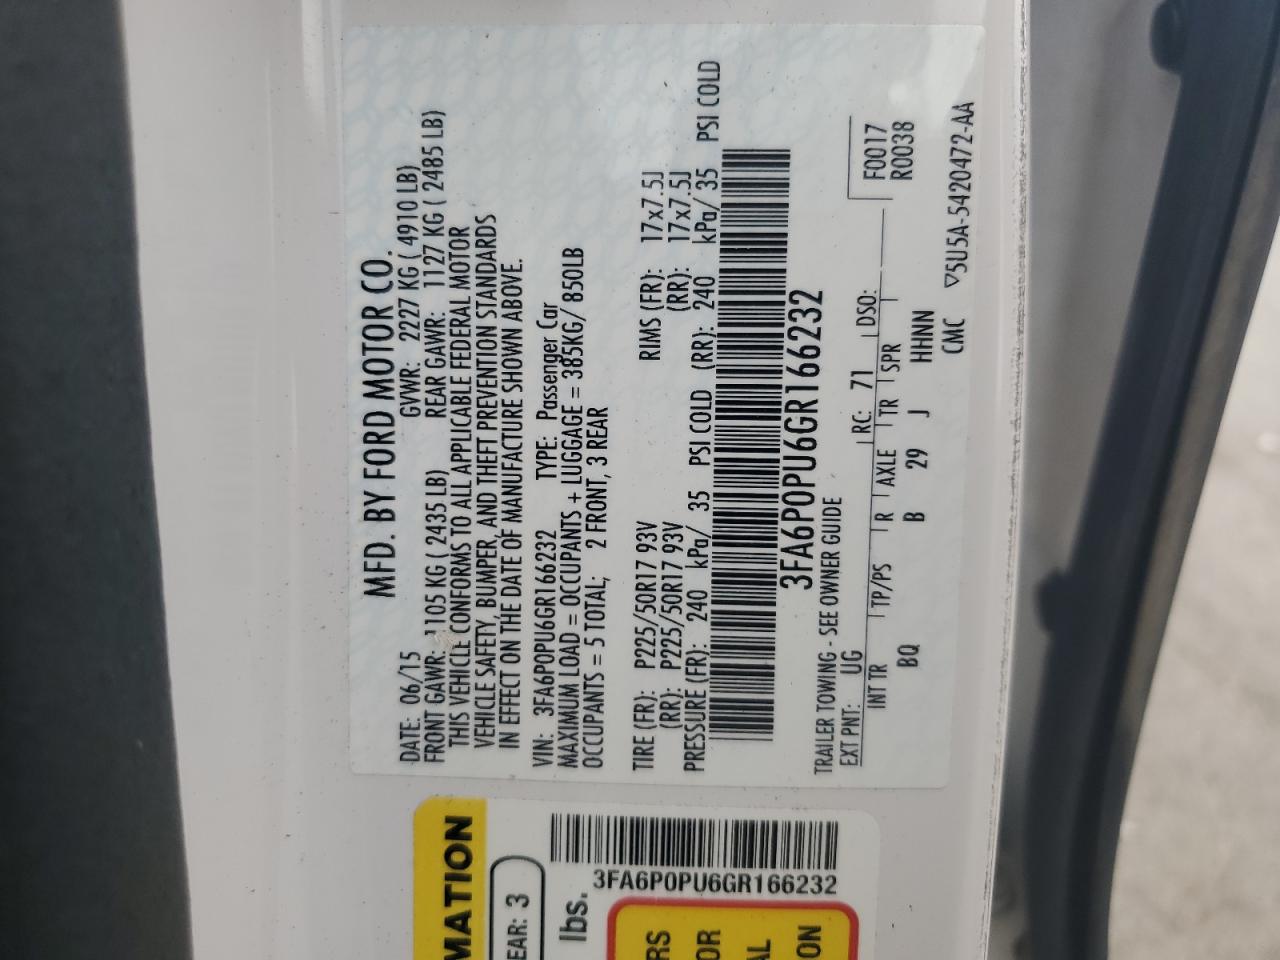 MFD. BY FORD MOTOR CO.
DATE: 06/15 GVWR: 2227 KG ( 4910 LB)
FRONT GAWR: 1105 KG ( 2435 LB) REAR GAWR: 1127 KG ( 2485 LB)
THIS VEHICLE CONFORMS TO ALL APPLICABLE FEDERAL MOTOR
VEHICLE SAFETY, BUMPER, AND THEFT PREVENTION STANDARDS
IN EFFECT ON THE DATE OF MANUFACTURE SHOWN ABOVE.
VIN: 3FA6P0PU6GR166232 TYPE: Passenger Car
MAXIMUM LOAD = OCCUPANTS + LUGGAGE = 385KG/ 850LB
OCCUPANTS = 5 TOTAL; 2 FRONT, 3 REAR
TIRE (FR): P225/50R17 93V RIMS (FR): 17x7.5J
(RR): P225/50R17 93V (RR): 17x7.5J
PRESSURE (FR): 240 kPa/ 35 PSI COLD (RR): 240 kPa/ 35 PSI COLD
3FA6P0PU6GR166232
TRAILER TOWING - SEE OWNER GUIDE
EXT PNT: UG RC: 71 DSO: F0017
INT TR TP/PS R AXLE TR SPR R0038
BQ B 29 J HHNN
CMC ▽5U5A-5420472-AA
MATION
EAR: 3
lbs.
3FA6P0PU6GR166232
RS
OR
AL
ON